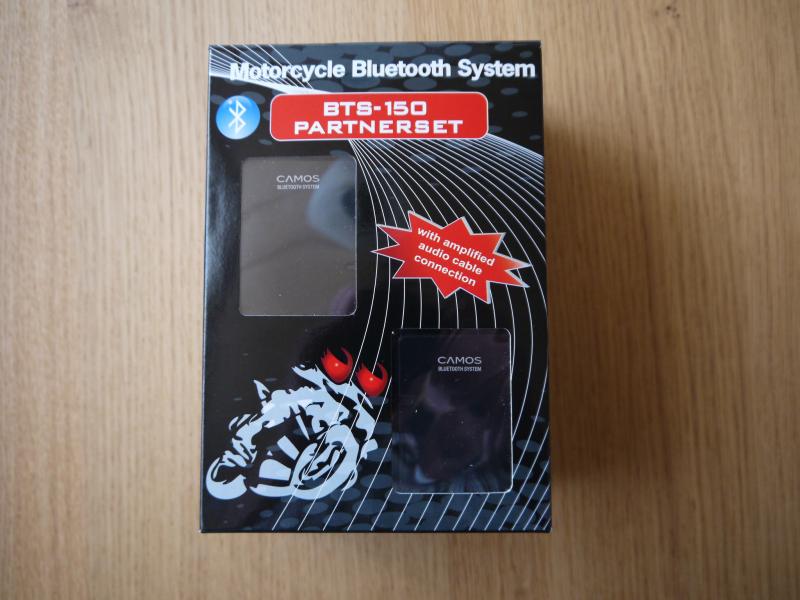 Motorcycle Bluetooth System
BTS-150
PARTNERSET
CAMOS
BLUETOOTH SYSTEM
with amplified
audio cable
connection
CAMOS
BLUETOOTH SYSTEM